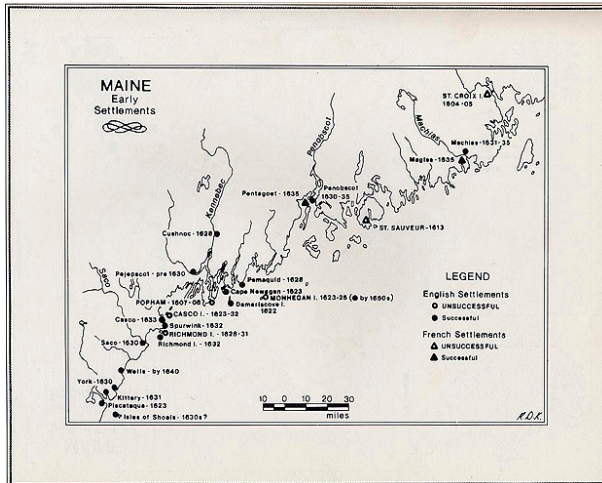 MAINE
Early
Settlements
ST. CROIX I.
1604-05
Machias
Machias-1631-35
Magies-1635
Penobscot
Pentagoet-1635
Penobscot
1630-35
ST. SAUVEUR-1613
Kennebec
Cushnoc-1628
Pejepscot-pre 1630
Pemaquid-1628
Cape Newagen-1623
MONHEGAN I. 1623-26 (● by 1650s)
Damariscove I.
1622
POPHAM-1607-08
Saco
CASCO I.-1623-32
Casco-1633
Spurwink-1632
RICHMOND I.-1628-31
Richmond I.-1632
Saco-1630
Wells-by 1640
York-1630
Kittery-1631
Piscataqua-1623
Isles of Shoals-1630s?
LEGEND
English Settlements
UNSUCCESSFUL
Successful
French Settlements
UNSUCCESSFUL
Successful
10 0 10 20 30
miles
R.D.K.